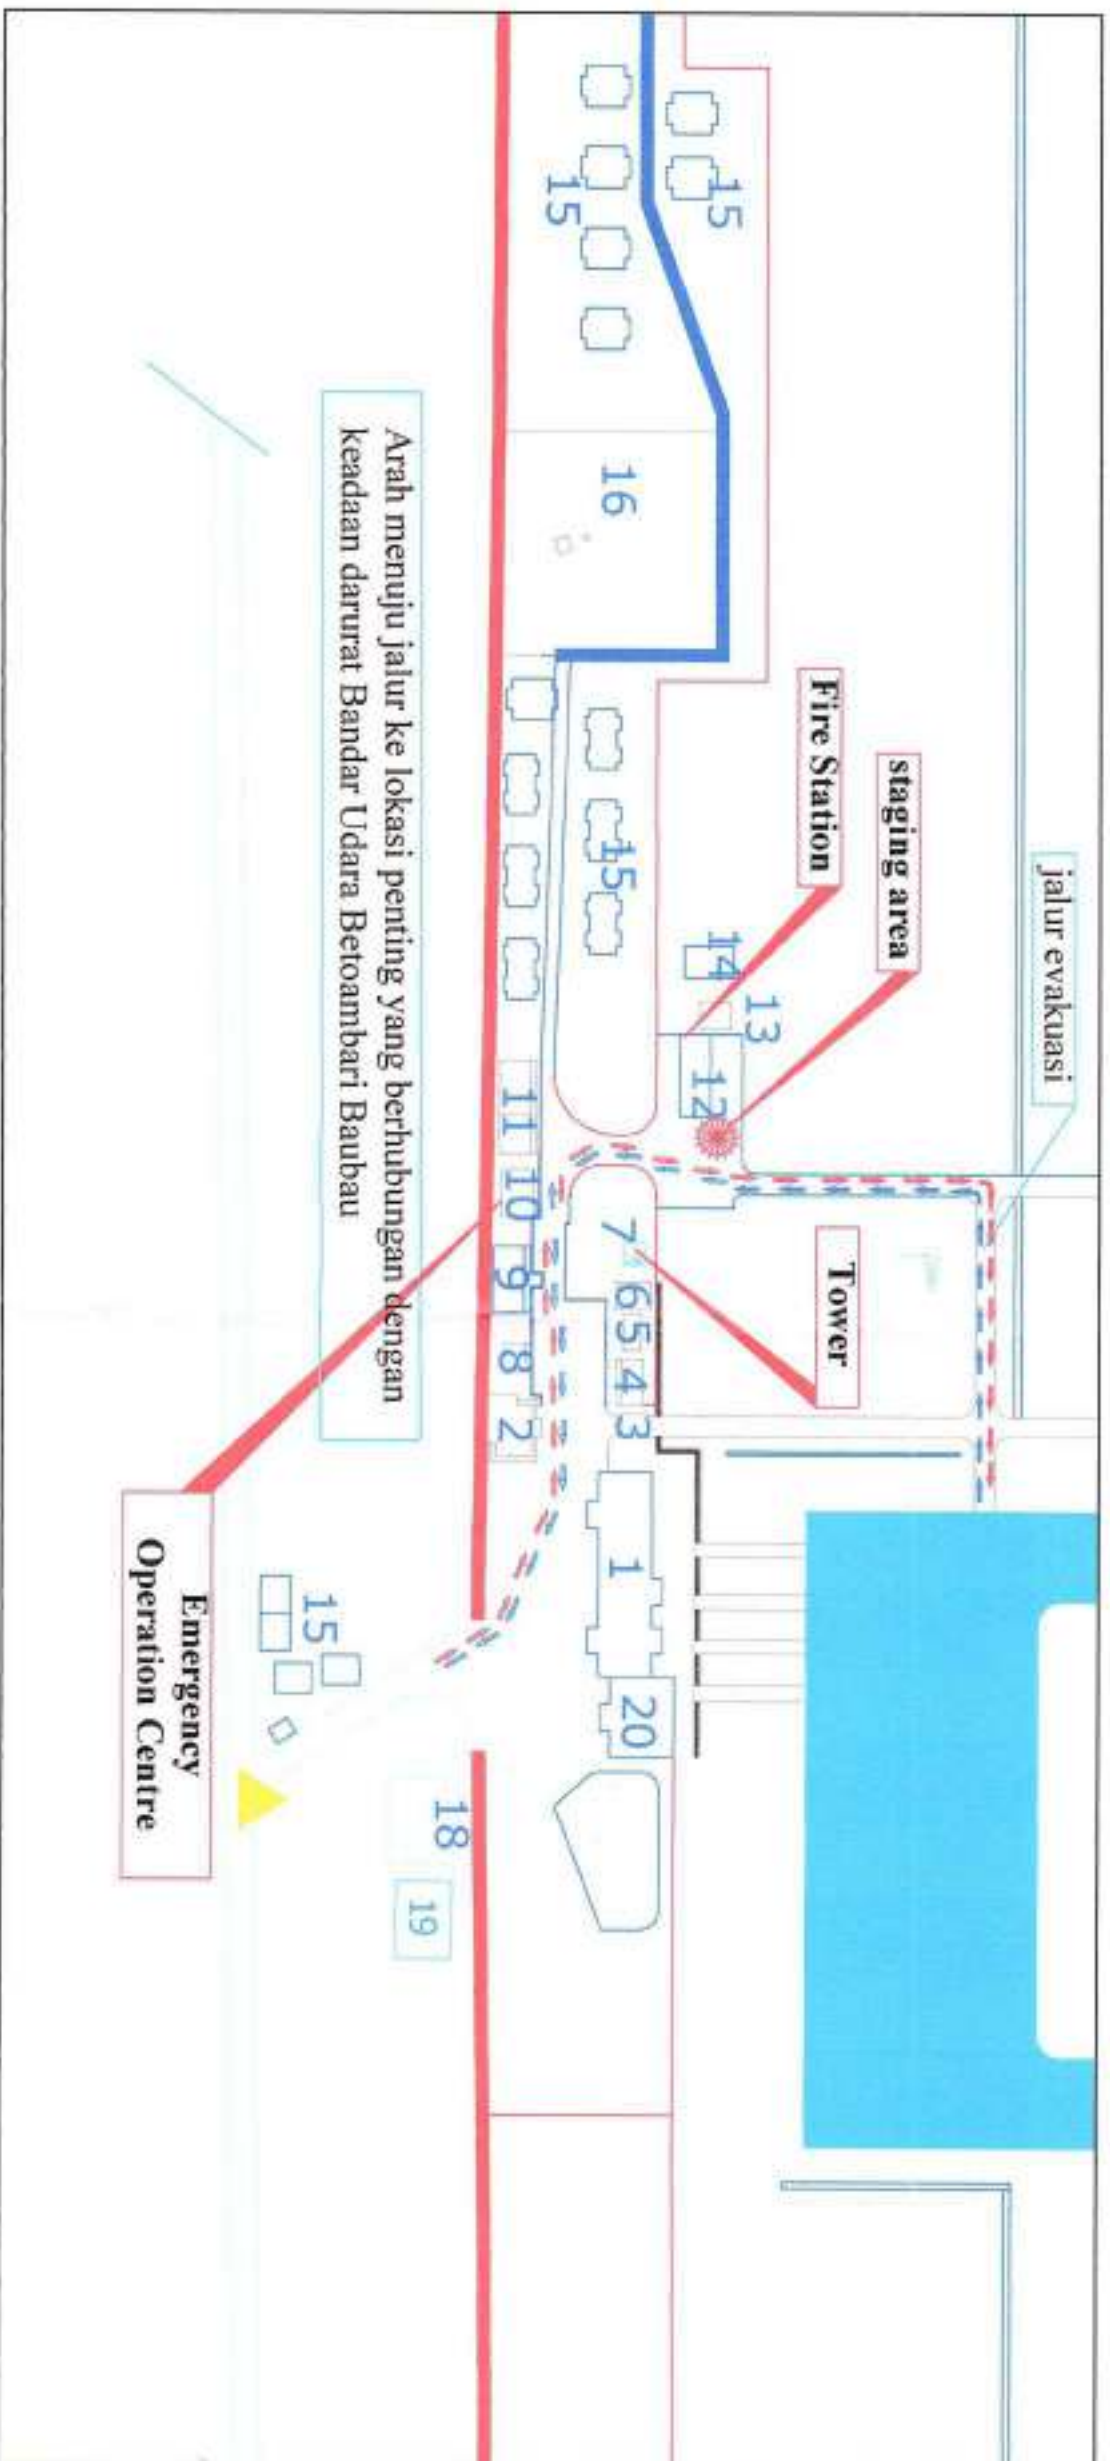 jalur evakuasi
staging area
Fire Station
Tower
15
15
16
15
14
13
12
11
10
9
8
2
7
6
5
4
3
1
20
15
18
19
Arah menuju jalur ke lokasi penting yang berhubungan dengan
keadaan darurat Bandar Udara Betoambari Baubau
Emergency
Operation Centre